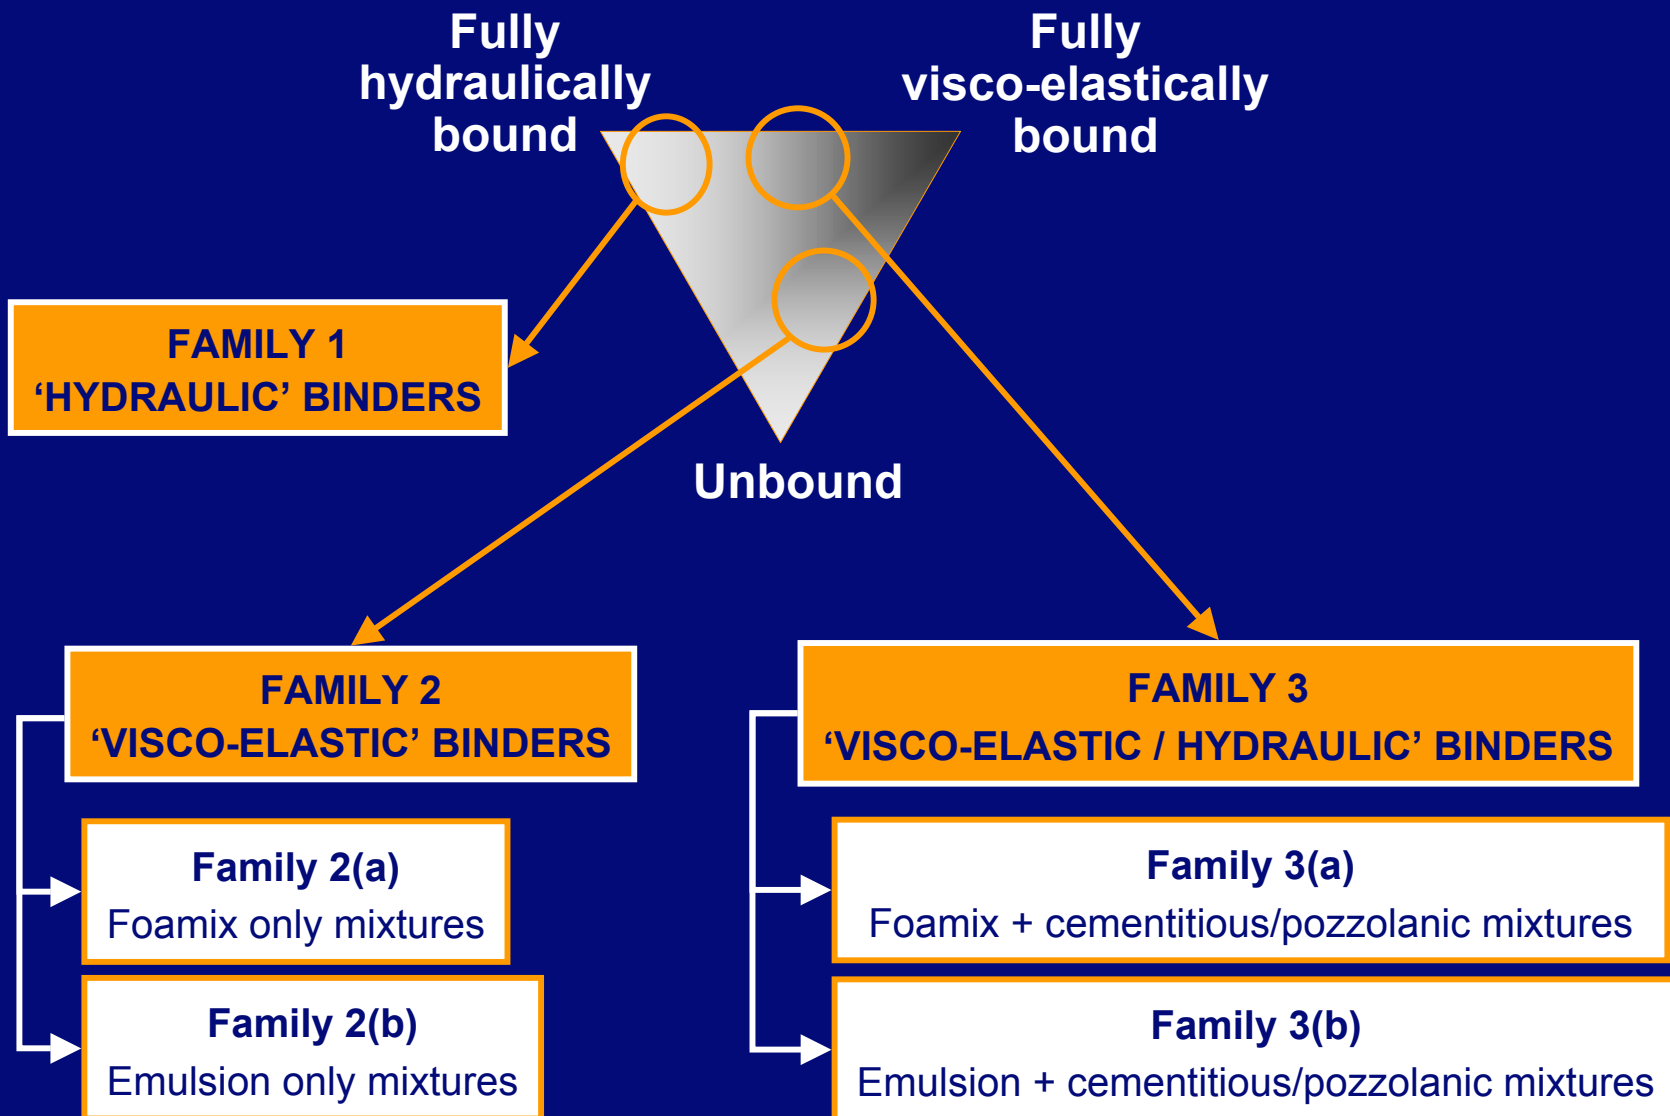 Fully
hydraulically
bound
Fully
visco-elastically
bound
Unbound
FAMILY 1
‘HYDRAULIC’ BINDERS
FAMILY 2
‘VISCO-ELASTIC’ BINDERS
Family 2(a)
Foamix only mixtures
Family 2(b)
Emulsion only mixtures
FAMILY 3
‘VISCO-ELASTIC / HYDRAULIC’ BINDERS
Family 3(a)
Foamix + cementitious/pozzolanic mixtures
Family 3(b)
Emulsion + cementitious/pozzolanic mixtures